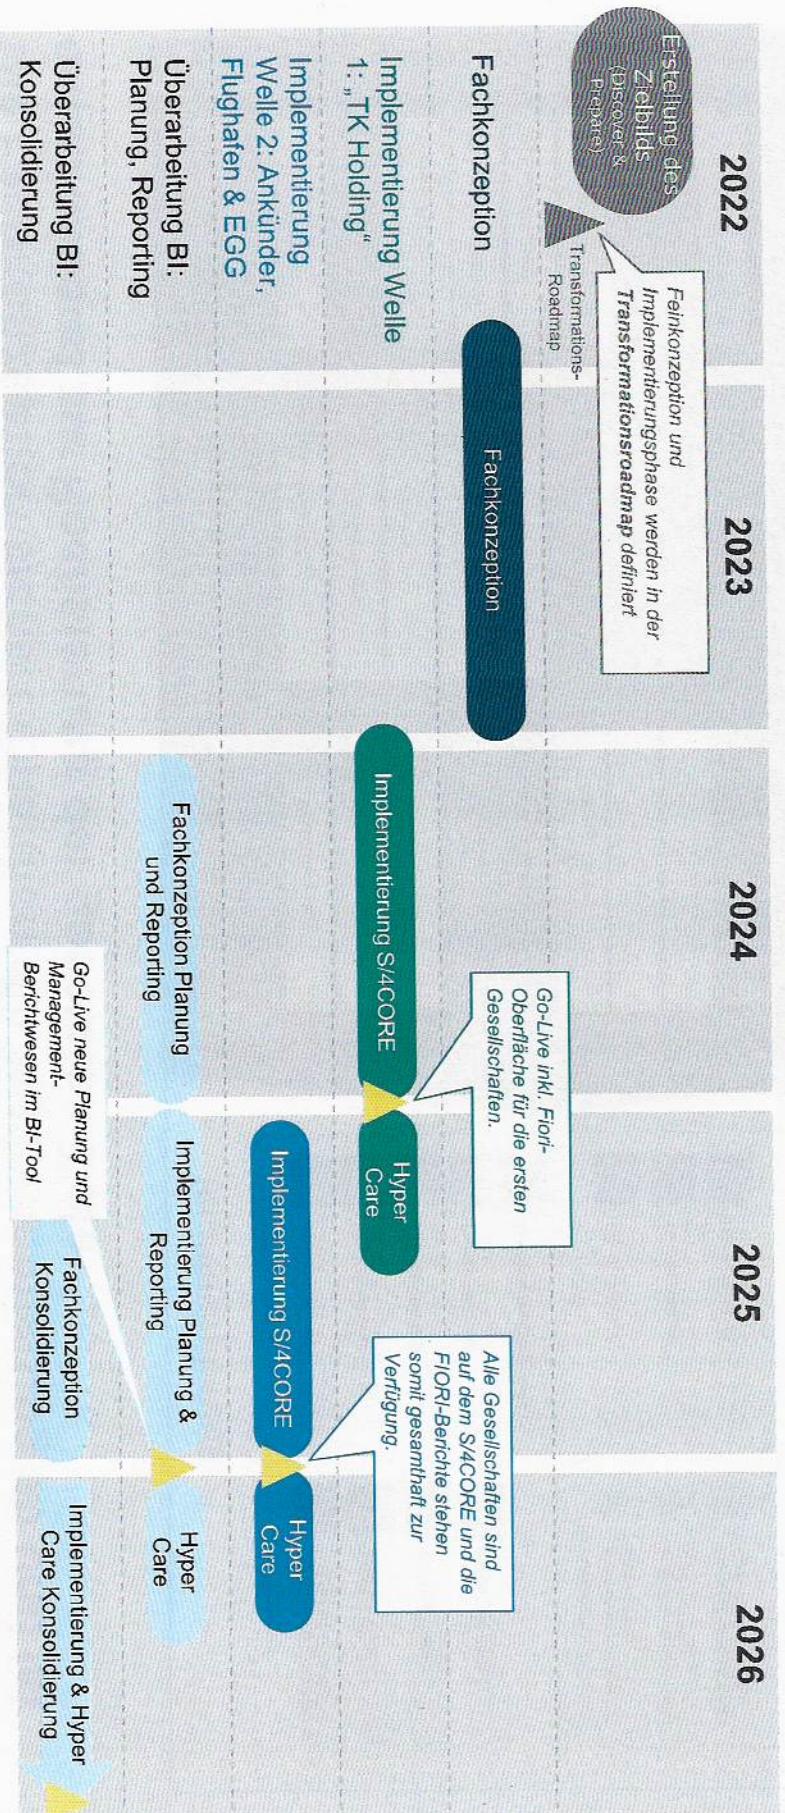 2022
2023
2024
2025
2026
Erstellung des
Zielbilds
(Discover &
Prepare)
Transformations-
Roadmap
Feinkonzeption und
Implementierungsphase werden in der
Transformationsroadmap definiert
Fachkonzeption
Fachkonzeption
Go-Live inkl. Fiori-
Oberfläche für die ersten
Gesellschaften.
Implementierung Welle
1: „TK Holding“
Implementierung S/4CORE
Hyper
Care
Alle Gesellschaften sind
auf dem S/4CORE und die
FIORI-Berichte stehen
somit gesamthaft zur
Verfügung.
Implementierung
Welle 2: Ankünder,
Flughafen & EGG
Implementierung S/4CORE
Hyper
Care
Überarbeitung BI:
Planung, Reporting
Fachkonzeption Planung
und Reporting
Implementierung Planung &
Reporting
Hyper
Care
Go-Live neue Planung und
Management-
Berichtwesen im BI-Tool
Überarbeitung BI:
Konsolidierung
Fachkonzeption
Konsolidierung
Implementierung & Hyper
Care Konsolidierung